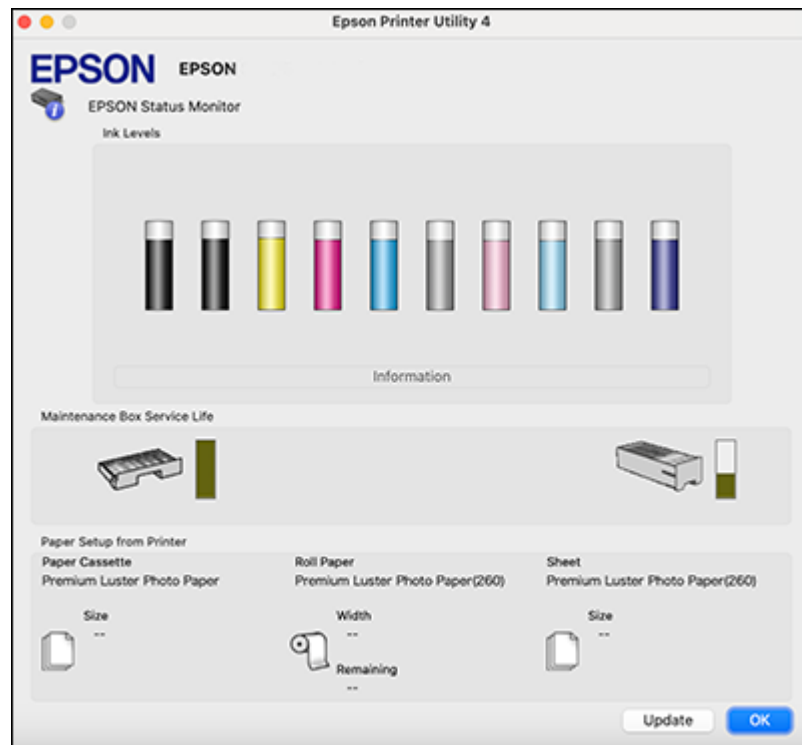 Epson Printer Utility 4
EPSON EPSON
EPSON Status Monitor
Ink Levels
Information
Maintenance Box Service Life
Paper Setup from Printer
Paper Cassette
Premium Luster Photo Paper
Size
--
Roll Paper
Premium Luster Photo Paper(260)
Width
--
Remaining
--
Sheet
Premium Luster Photo Paper(260)
Size
--
Update OK